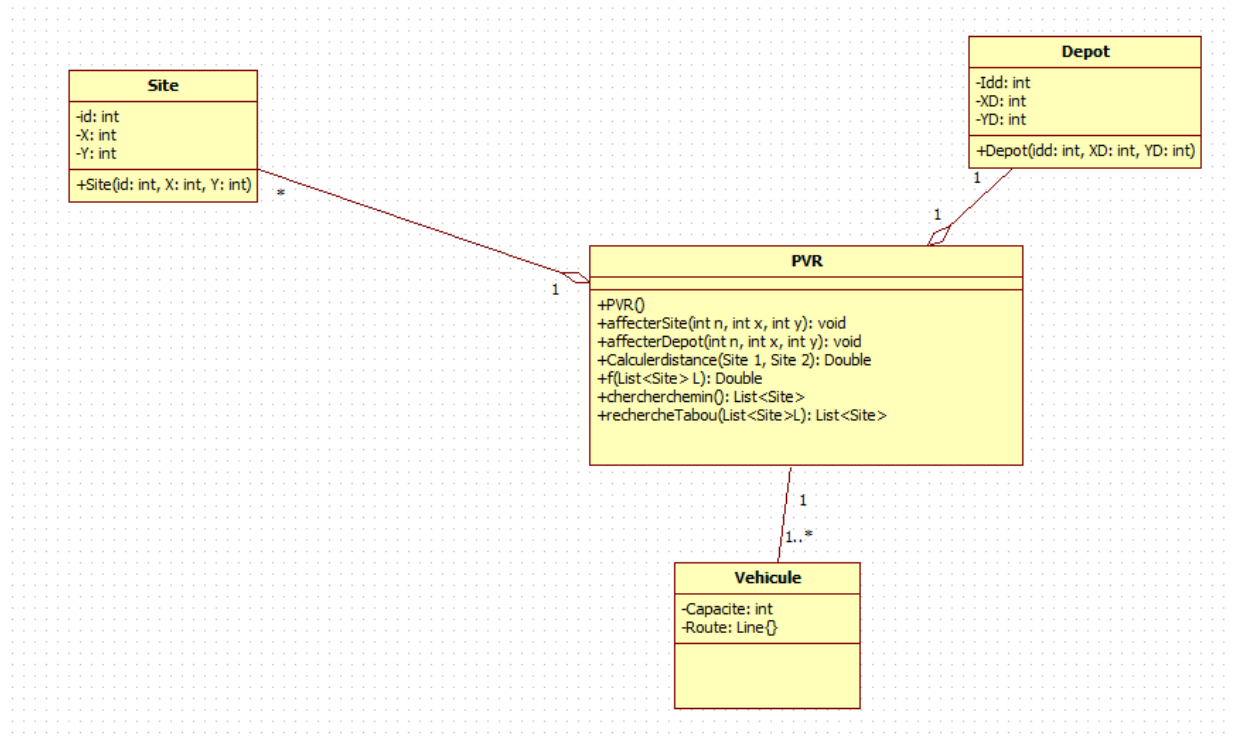 Site
-id: int
-X: int
-Y: int
+Site(id: int, X: int, Y: int)
*
Depot
-Idd: int
-XD: int
-YD: int
+Depot(idd: int, XD: int, YD: int)
1
1
1
PVR
+PVR()
+affecterSite(int n, int x, int y): void
+affecterDepot(int n, int x, int y): void
+Calculerdistance(Site 1, Site 2): Double
+f(List<Site> L): Double
+chercherchemin(): List<Site>
+rechercheTabou(List<Site>L): List<Site>
1
1..*
Vehicule
-Capacite: int
-Route: Line{}